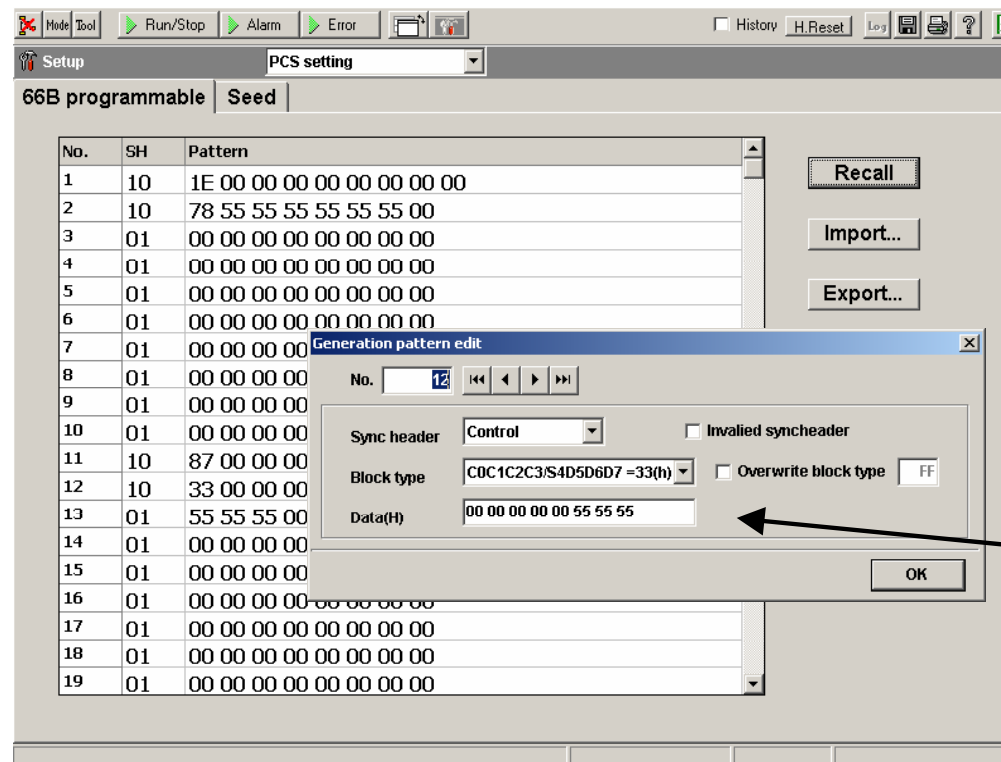 Mode Tool Run/Stop Alarm Error History H.Reset Log ?
Setup PCS setting
66B programmable Seed
No. SH Pattern
1 10 1E 00 00 00 00 00 00 00 00
2 10 78 55 55 55 55 55 55 00
3 01 00 00 00 00 00 00 00 00
4 01 00 00 00 00 00 00 00 00
5 01 00 00 00 00 00 00 00 00
6 01 00 00 00 00 00 00 00 00
7 01 00 00 00 00
8 01 00 00 00 00
9 01 00 00 00 00
10 01 00 00 00 00
11 10 87 00 00 00
12 10 33 00 00 00
13 01 55 55 55 00
14 01 00 00 00 00
15 01 00 00 00 00
16 01 00 00 00 00 00 00 00 00
17 01 00 00 00 00 00 00 00 00
18 01 00 00 00 00 00 00 00 00
19 01 00 00 00 00 00 00 00 00
Recall
Import...
Export...
Generation pattern edit
No. 12
Sync header Control Invalied syncheader
Block type C0C1C2C3/S4D5D6D7 =33(h) Overwrite block type FF
Data(H) 00 00 00 00 00 55 55 55
OK